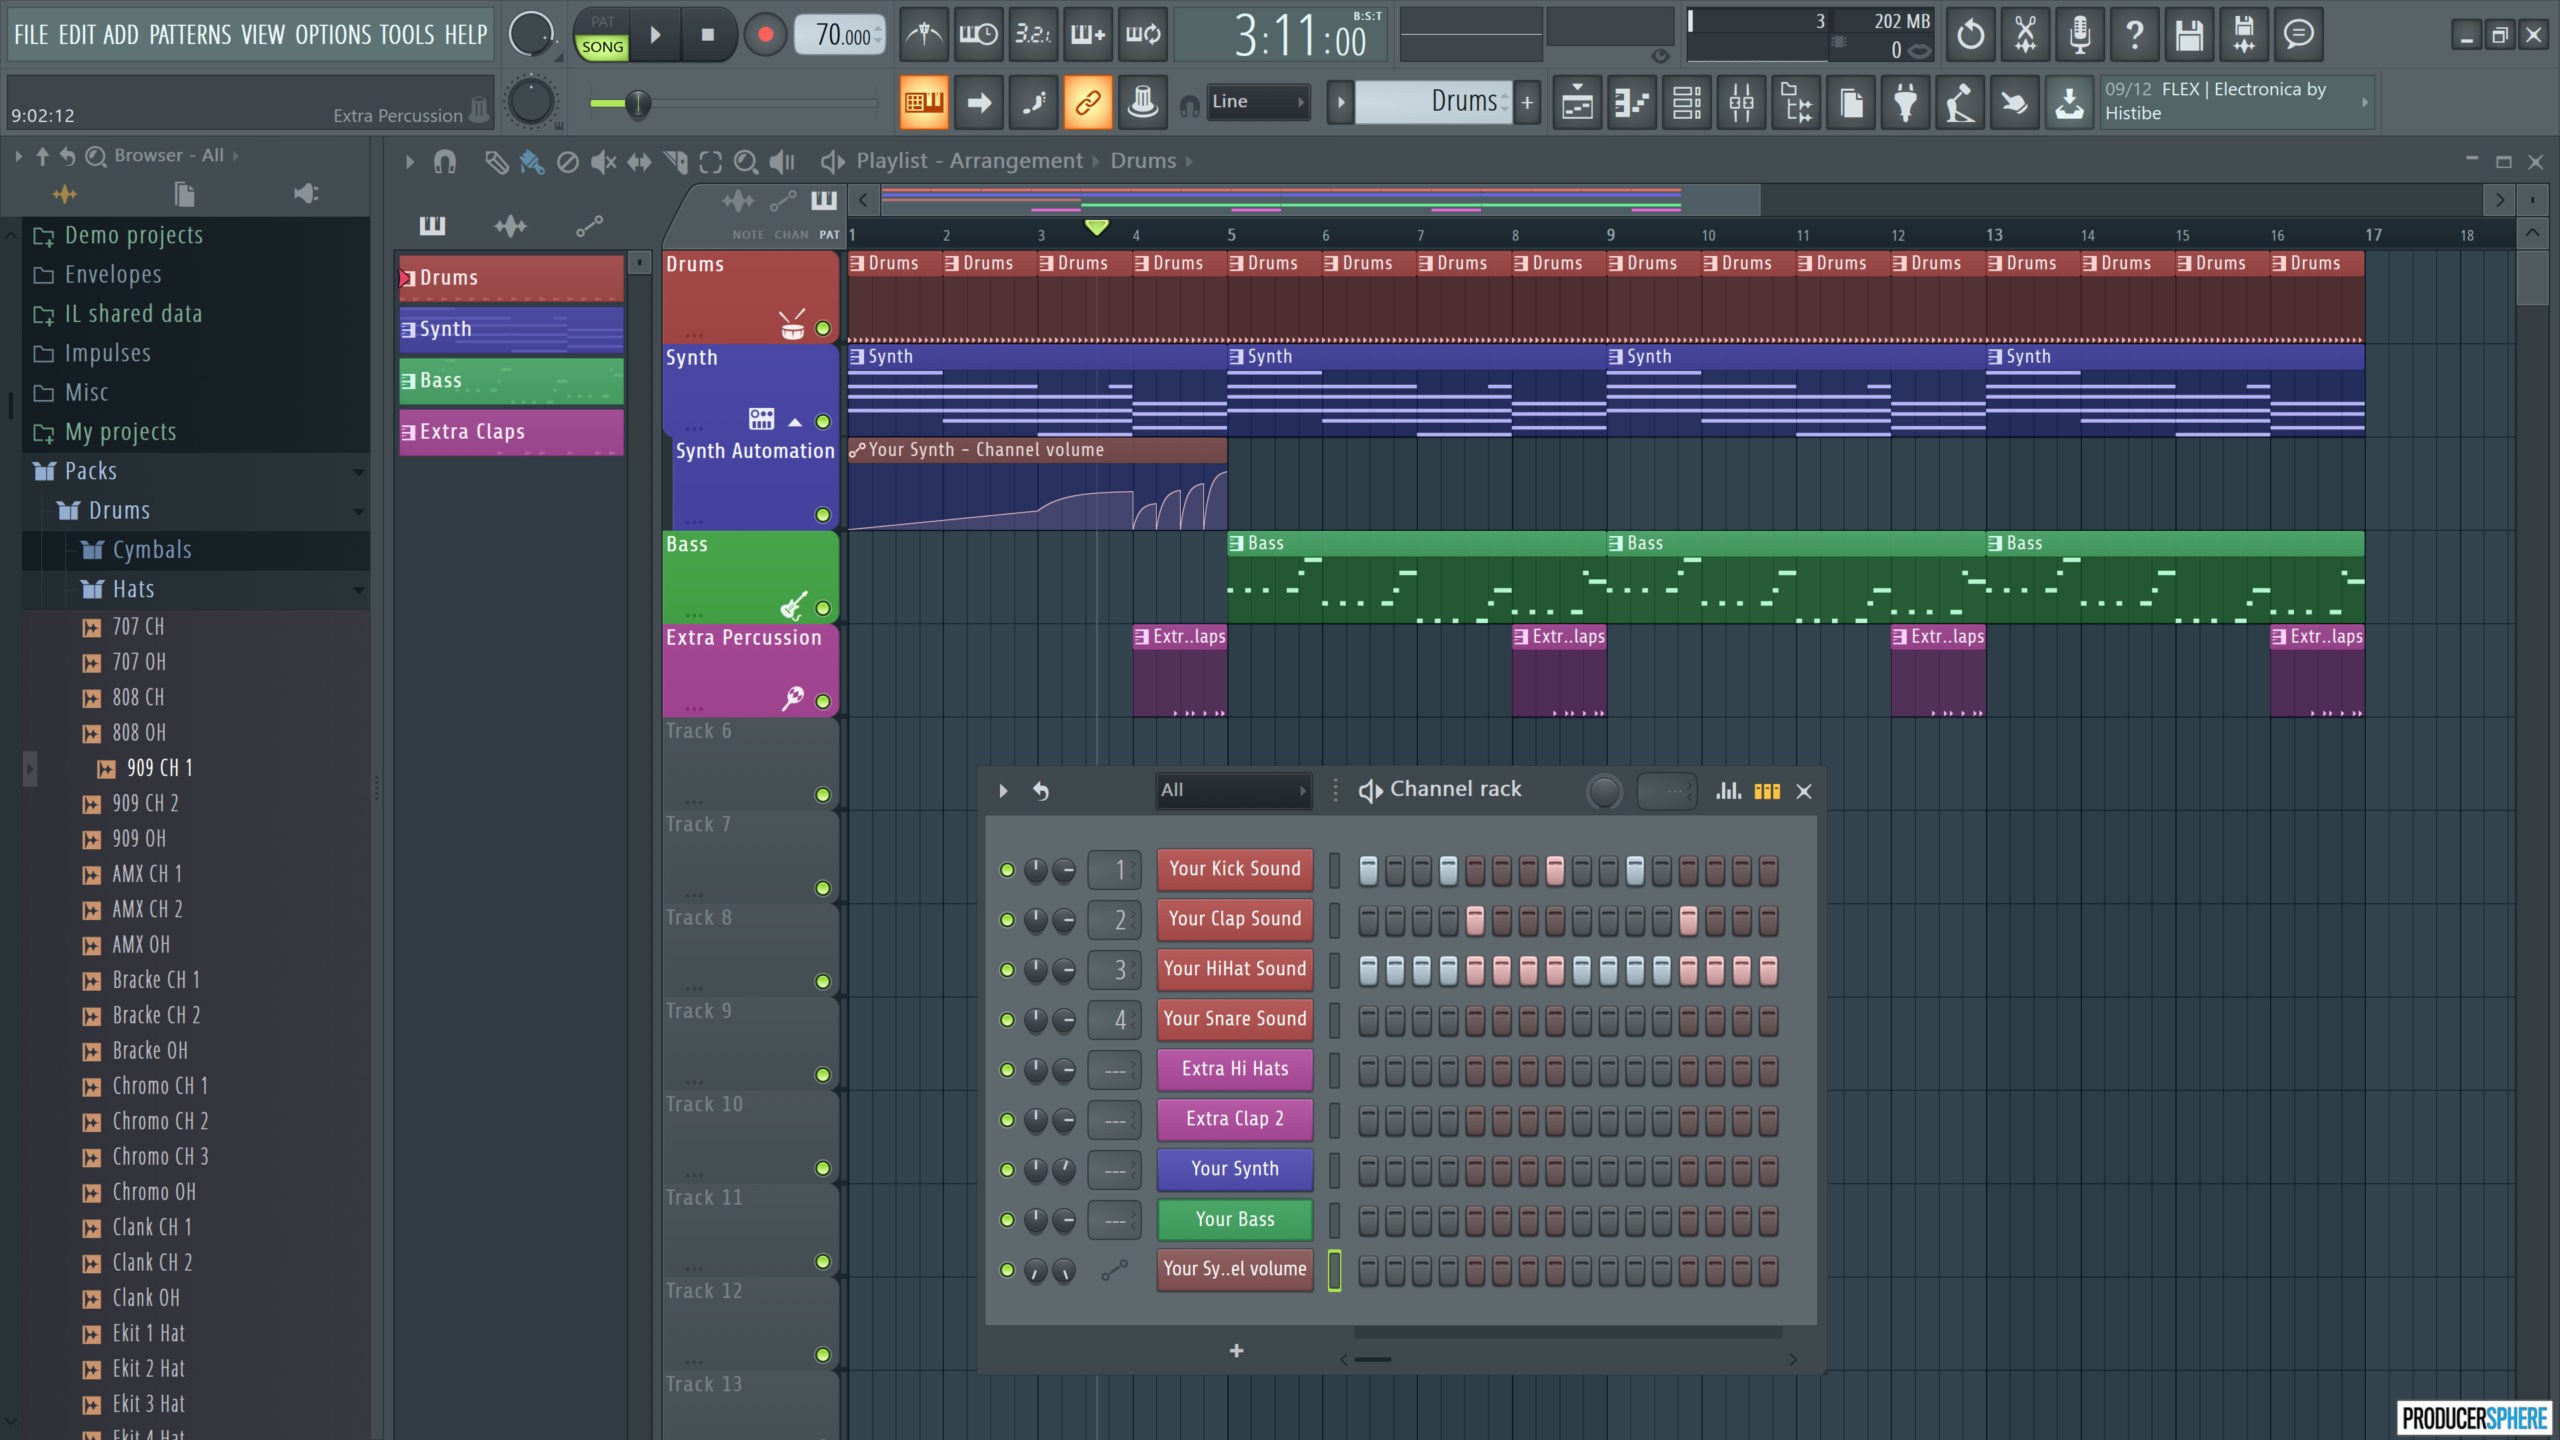 FILE EDIT ADD PATTERNS VIEW OPTIONS TOOLS HELP
PAT
SONG
70.000
3.2.1.
3:11:00
B:S:T
3
202 MB
0
?
9:02:12
Extra Percussion
Line
Drums
+
09/12 FLEX | Electronica by
Histibe
Browser - All
Demo projects
Envelopes
IL shared data
Impulses
Misc
My projects
Packs
Drums
Cymbals
Hats
707 CH
707 OH
808 CH
808 OH
909 CH 1
909 CH 2
909 OH
AMX CH 1
AMX CH 2
AMX OH
Bracke CH 1
Bracke CH 2
Bracke OH
Chromo CH 1
Chromo CH 2
Chromo CH 3
Chromo OH
Clank CH 1
Clank CH 2
Clank OH
Ekit 1 Hat
Ekit 2 Hat
Ekit 3 Hat
Ekit 4 Hat
Drums
Synth
Bass
Extra Claps
Playlist - Arrangement Drums
NOTE CHAN PAT
1 2 3 4 5 6 7 8 9 10 11 12 13 14 15 16 17 18
Drums
Drums Drums Drums Drums Drums Drums Drums Drums Drums Drums Drums Drums Drums Drums Drums Drums
Synth
Synth Synth Synth Synth
Synth Automation
Your Synth - Channel volume
Bass
Bass Bass Bass
Extra Percussion
Extr..laps Extr..laps Extr..laps Extr..laps
Track 6
Track 7
Track 8
Track 9
Track 10
Track 11
Track 12
Track 13
All
Channel rack
1 Your Kick Sound
2 Your Clap Sound
3 Your HiHat Sound
4 Your Snare Sound
--- Extra Hi Hats
--- Extra Clap 2
--- Your Synth
--- Your Bass
Your Sy..el volume
+
PRODUCERSPHERE